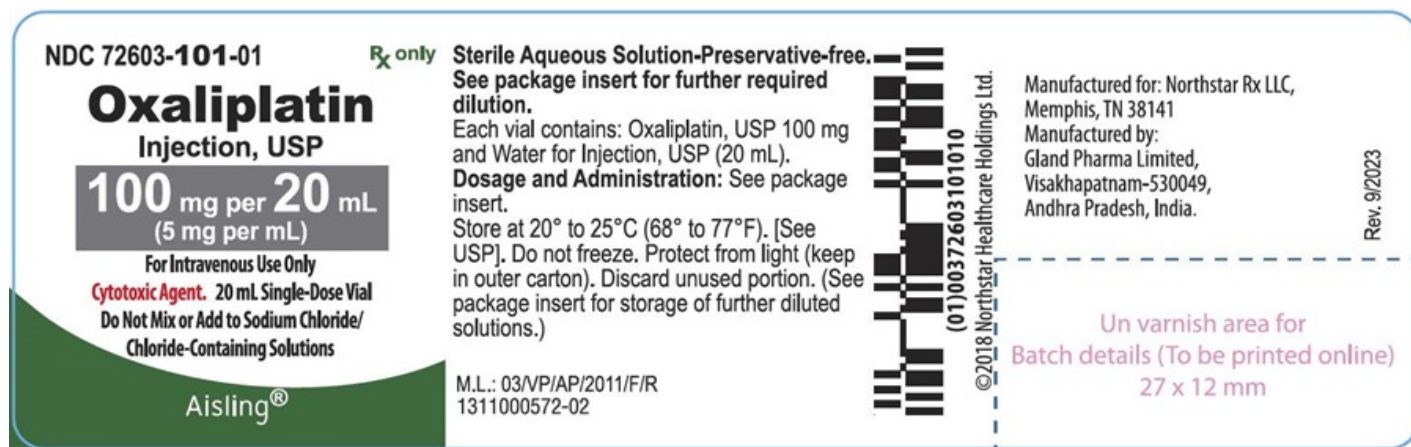 NDC 72603-101-01
Rx only
Oxaliplatin
Injection, USP
100 mg per 20 mL
(5 mg per mL)
For Intravenous Use Only
Cytotoxic Agent. 20 mL Single-Dose Vial
Do Not Mix or Add to Sodium Chloride/
Chloride-Containing Solutions
Aisling®
Sterile Aqueous Solution-Preservative-free.
See package insert for further required
dilution.
Each vial contains: Oxaliplatin, USP 100 mg
and Water for Injection, USP (20 mL).
Dosage and Administration: See package
insert.
Store at 20° to 25°C (68° to 77°F). [See
USP]. Do not freeze. Protect from light (keep
in outer carton). Discard unused portion. (See
package insert for storage of further diluted
solutions.)
M.L.: 03/VP/AP/2011/F/R
1311000572-02
(01)00372603101010
©2018 Northstar Healthcare Holdings Ltd.
Manufactured for: Northstar Rx LLC,
Memphis, TN 38141
Manufactured by:
Gland Pharma Limited,
Visakhapatnam-530049,
Andhra Pradesh, India.
Rev. 9/2023
Un varnish area for
Batch details (To be printed online)
27 x 12 mm